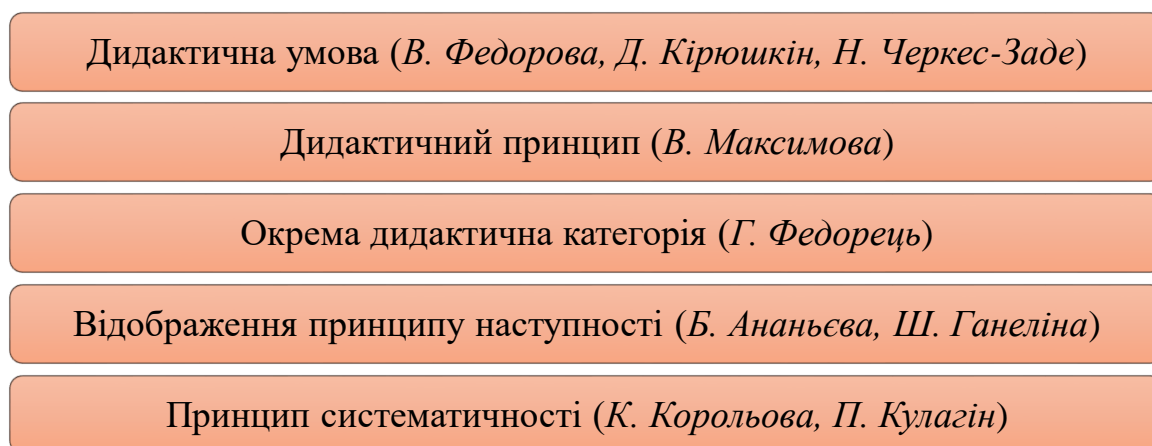 Дидактична умова (В. Федорова, Д. Кірюшкін, Н. Черкес-Заде)
Дидактичний принцип (В. Максимова)
Окрема дидактична категорія (Г. Федорець)
Відображення принципу наступності (Б. Ананьєва, Ш. Ганеліна)
Принцип систематичності (К. Корольова, П. Кулагін)